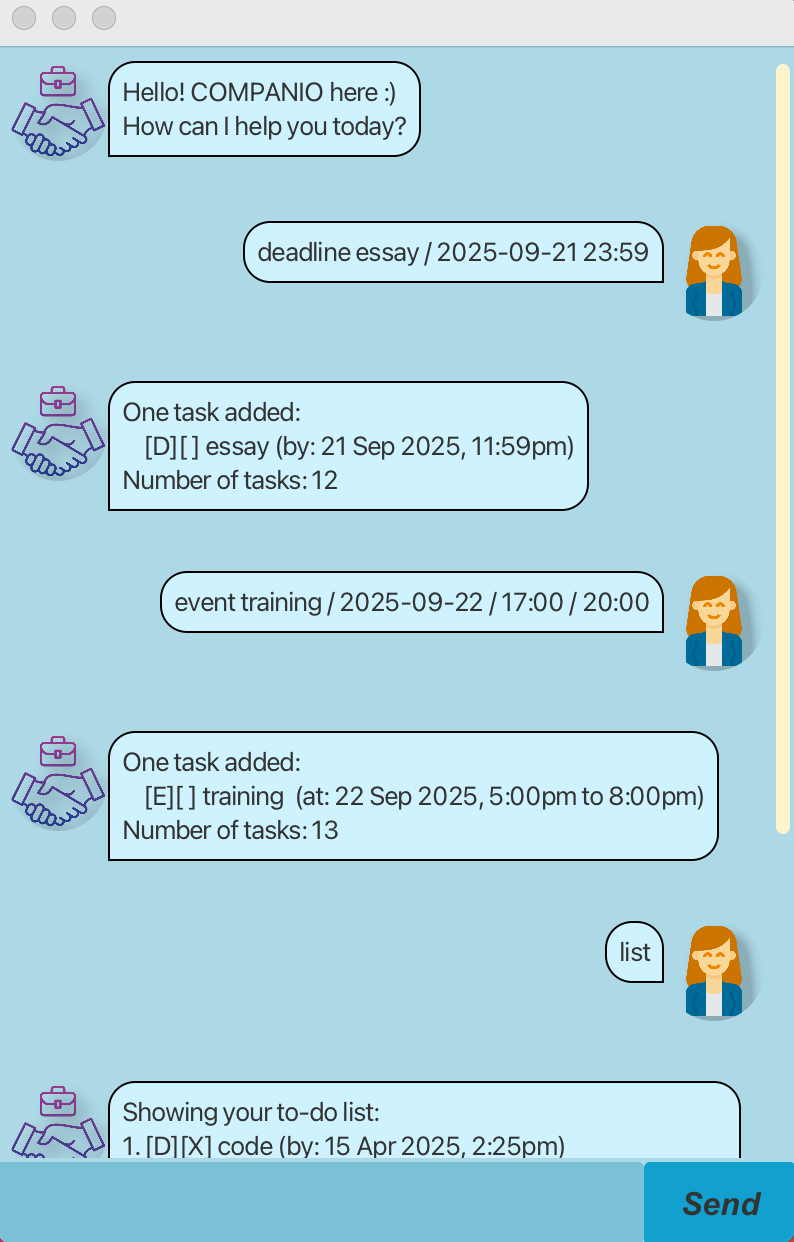 Hello! COMPANIO here :)
How can I help you today?
deadline essay / 2025-09-21 23:59
One task added:
[D][ ] essay (by: 21 Sep 2025, 11:59pm)
Number of tasks: 12
event training / 2025-09-22 / 17:00 / 20:00
One task added:
[E][ ] training  (at: 22 Sep 2025, 5:00pm to 8:00pm)
Number of tasks: 13
list
Showing your to-do list:
1. [D][X] code (by: 15 Apr 2025, 2:25pm)
Send